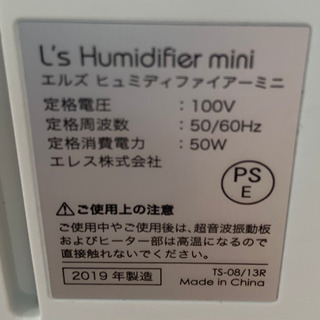 L's Humidifier mini
エルズ ヒュミディファイアーミニ
定格電圧 : 100V
定格周波数 : 50/60Hz
定格消費電力 : 50W
エレス株式会社
PS
E
⚠ご使用上の注意
ご使用中やご使用後は、超音波振動板
およびヒーター部は高温になるので
直接触れないでください。
2019 年製造
TS-08/13R
Made in China